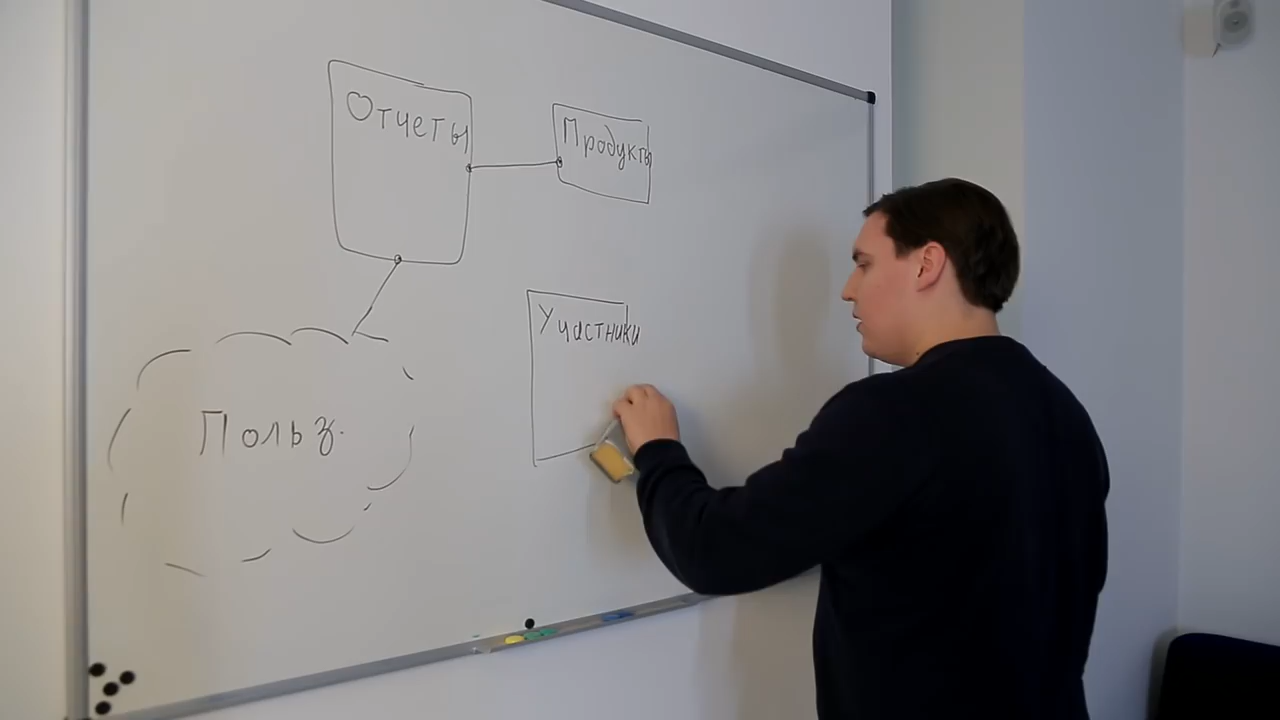 Отчеты
Продукты
Участники
Польз.